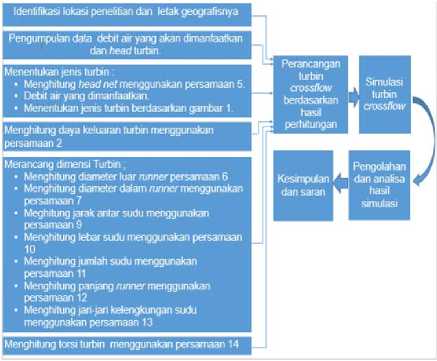 Identifikasi lokasi penelitian dan letak geografisnya
Pengumpulan data debit air yang akan dimanfaatkan
dan head turbin.
Menentukan jenis turbin :
• Menghitung head net menggunakan persamaan 5.
• Debit air yang dimanfaatkan.
• Menentukan jenis turbin berdasarkan gambar 1.
Menghitung daya keluaran turbin menggunakan
persamaan 2
Merancang dimensi Turbin ;
• Menghitung diameter luar runner persamaan 6
• Menghitung diameter dalam runner menggunakan
persamaan 7
• Meghitung jarak antar sudu menggunakan
persamaan 9
• Menghitung lebar sudu menggunakan persamaan
10
• Menghitung jumlah sudu menggunakan
persamaan 11
• Menghitung panjang runner menggunakan
persamaan 12
• Menghitung jari-jari kelengkungan sudu
menggunakan persamaan 13
Menghitung torsi turbin menggunakan persamaan 14
Perancangan
turbin
crossflow
berdasarkan
hasil
perhitungan
Simulasi
turbin
crossflow
Pengolahan
dan analisa
hasil
simulasi
Kesimpulan
dan saran